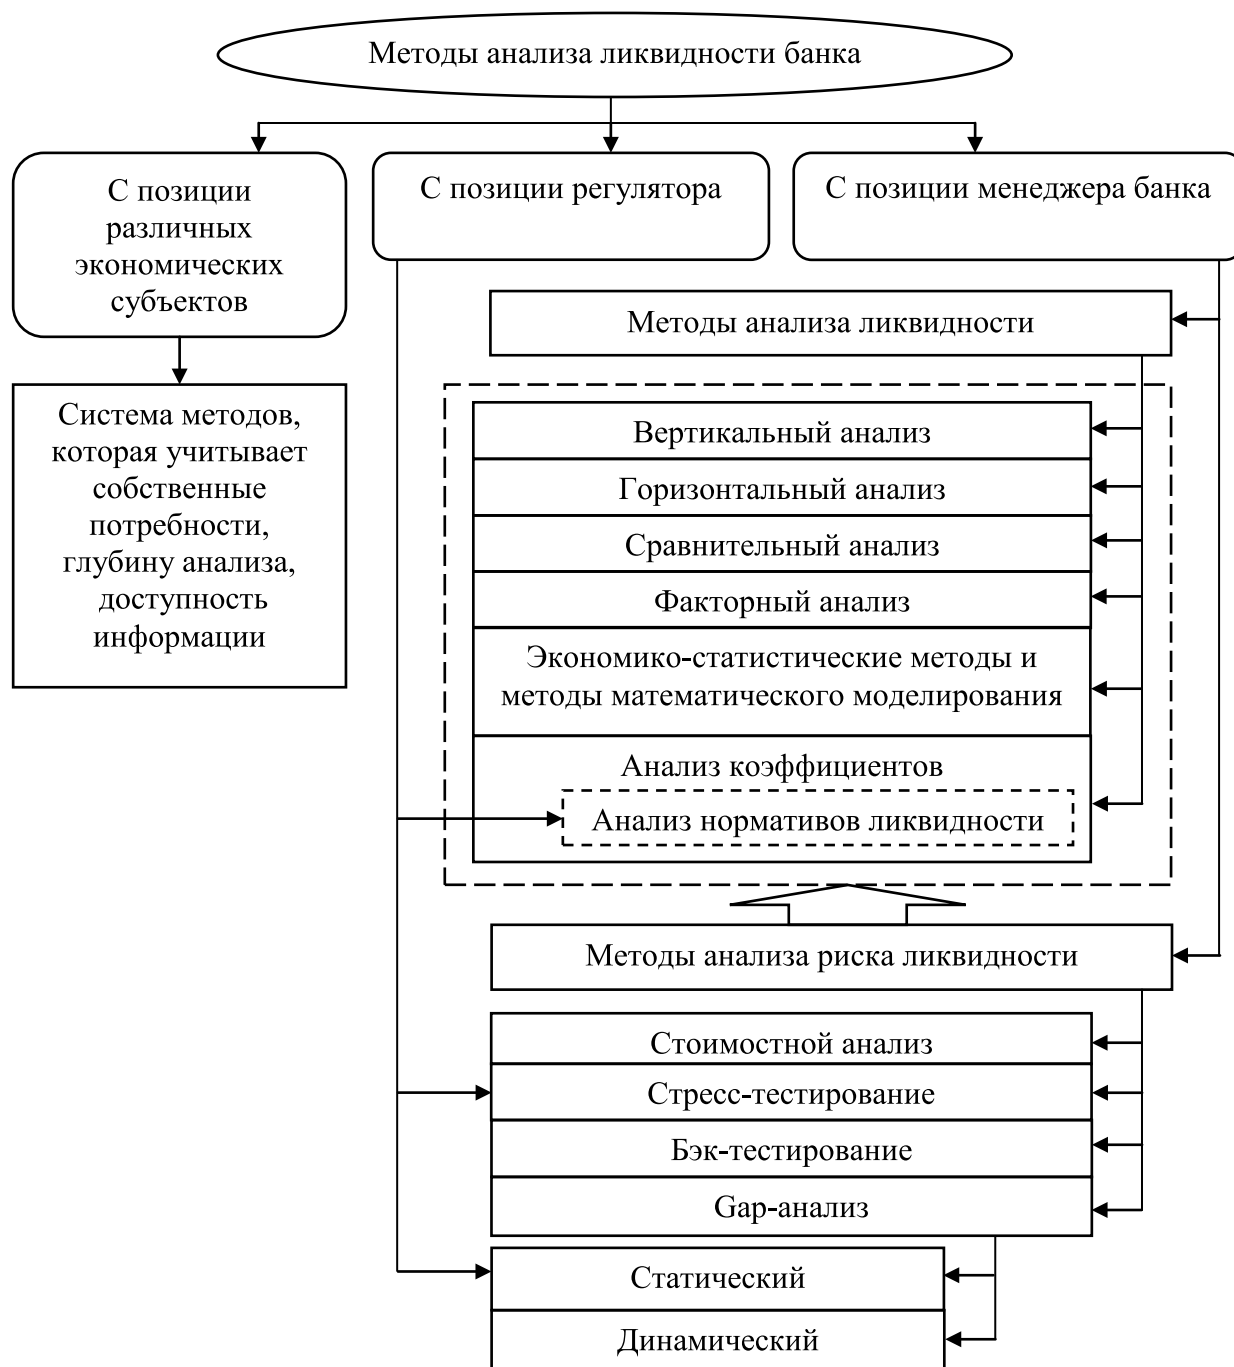 Методы анализа ликвидности банка
С позиции
различных
экономических
субъектов
С позиции регулятора
С позиции менеджера банка
Система методов,
которая учитывает
собственные
потребности,
глубину анализа,
доступность
информации
Методы анализа ликвидности
Вертикальный анализ
Горизонтальный анализ
Сравнительный анализ
Факторный анализ
Экономико-статистические методы и
методы математического моделирования
Анализ коэффициентов
Анализ нормативов ликвидности
Методы анализа риска ликвидности
Стоимостной анализ
Стресс-тестирование
Бэк-тестирование
Gap-анализ
Статический
Динамический